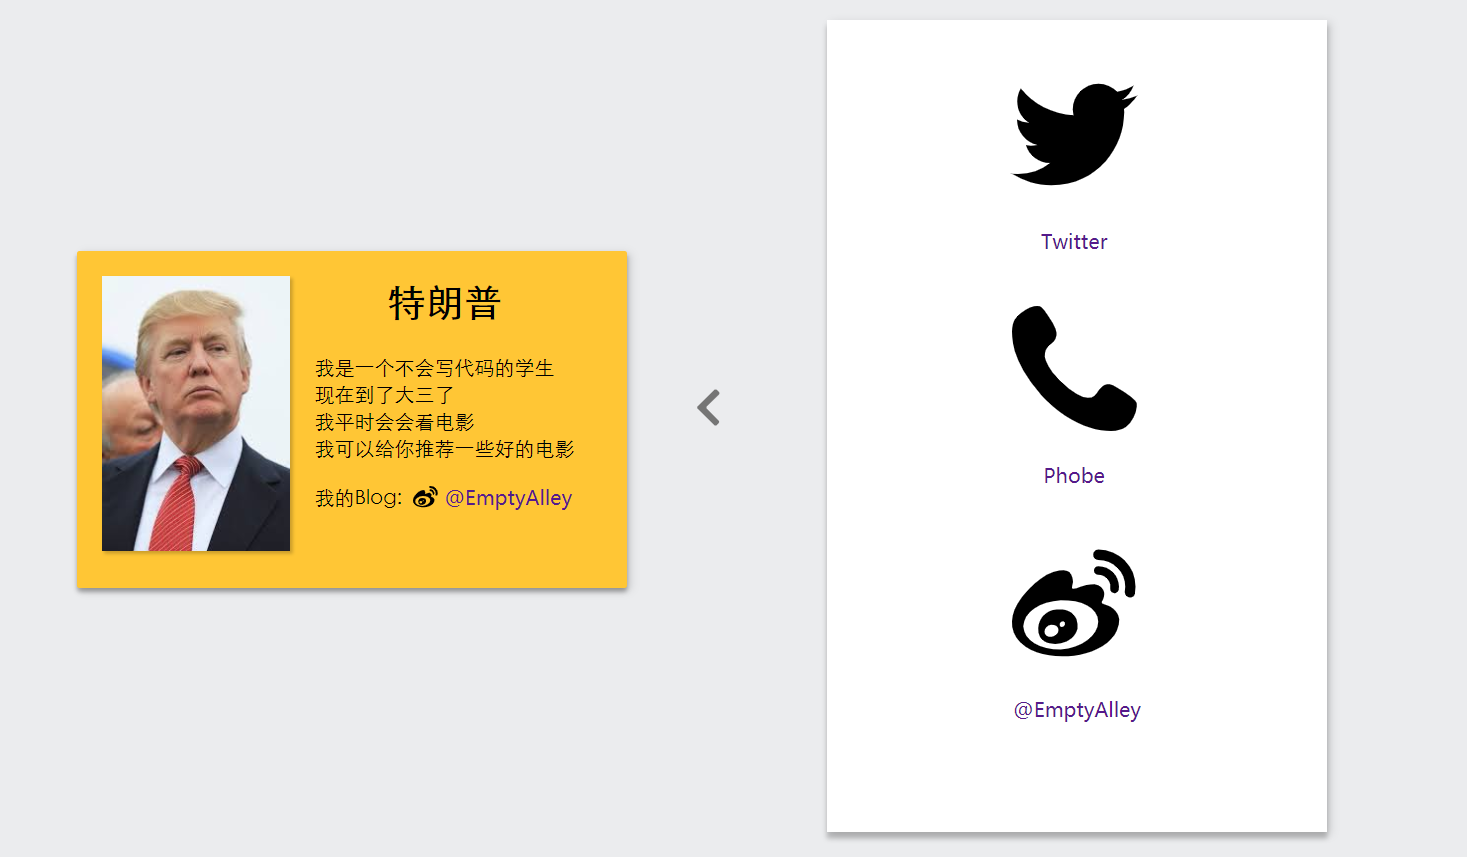 特朗普
我是一个不会写代码的学生
现在到了大三了
我平时会会看电影
我可以给你推荐一些好的电影
我的Blog: @EmptyAlley
Twitter
Phobe
@EmptyAlley